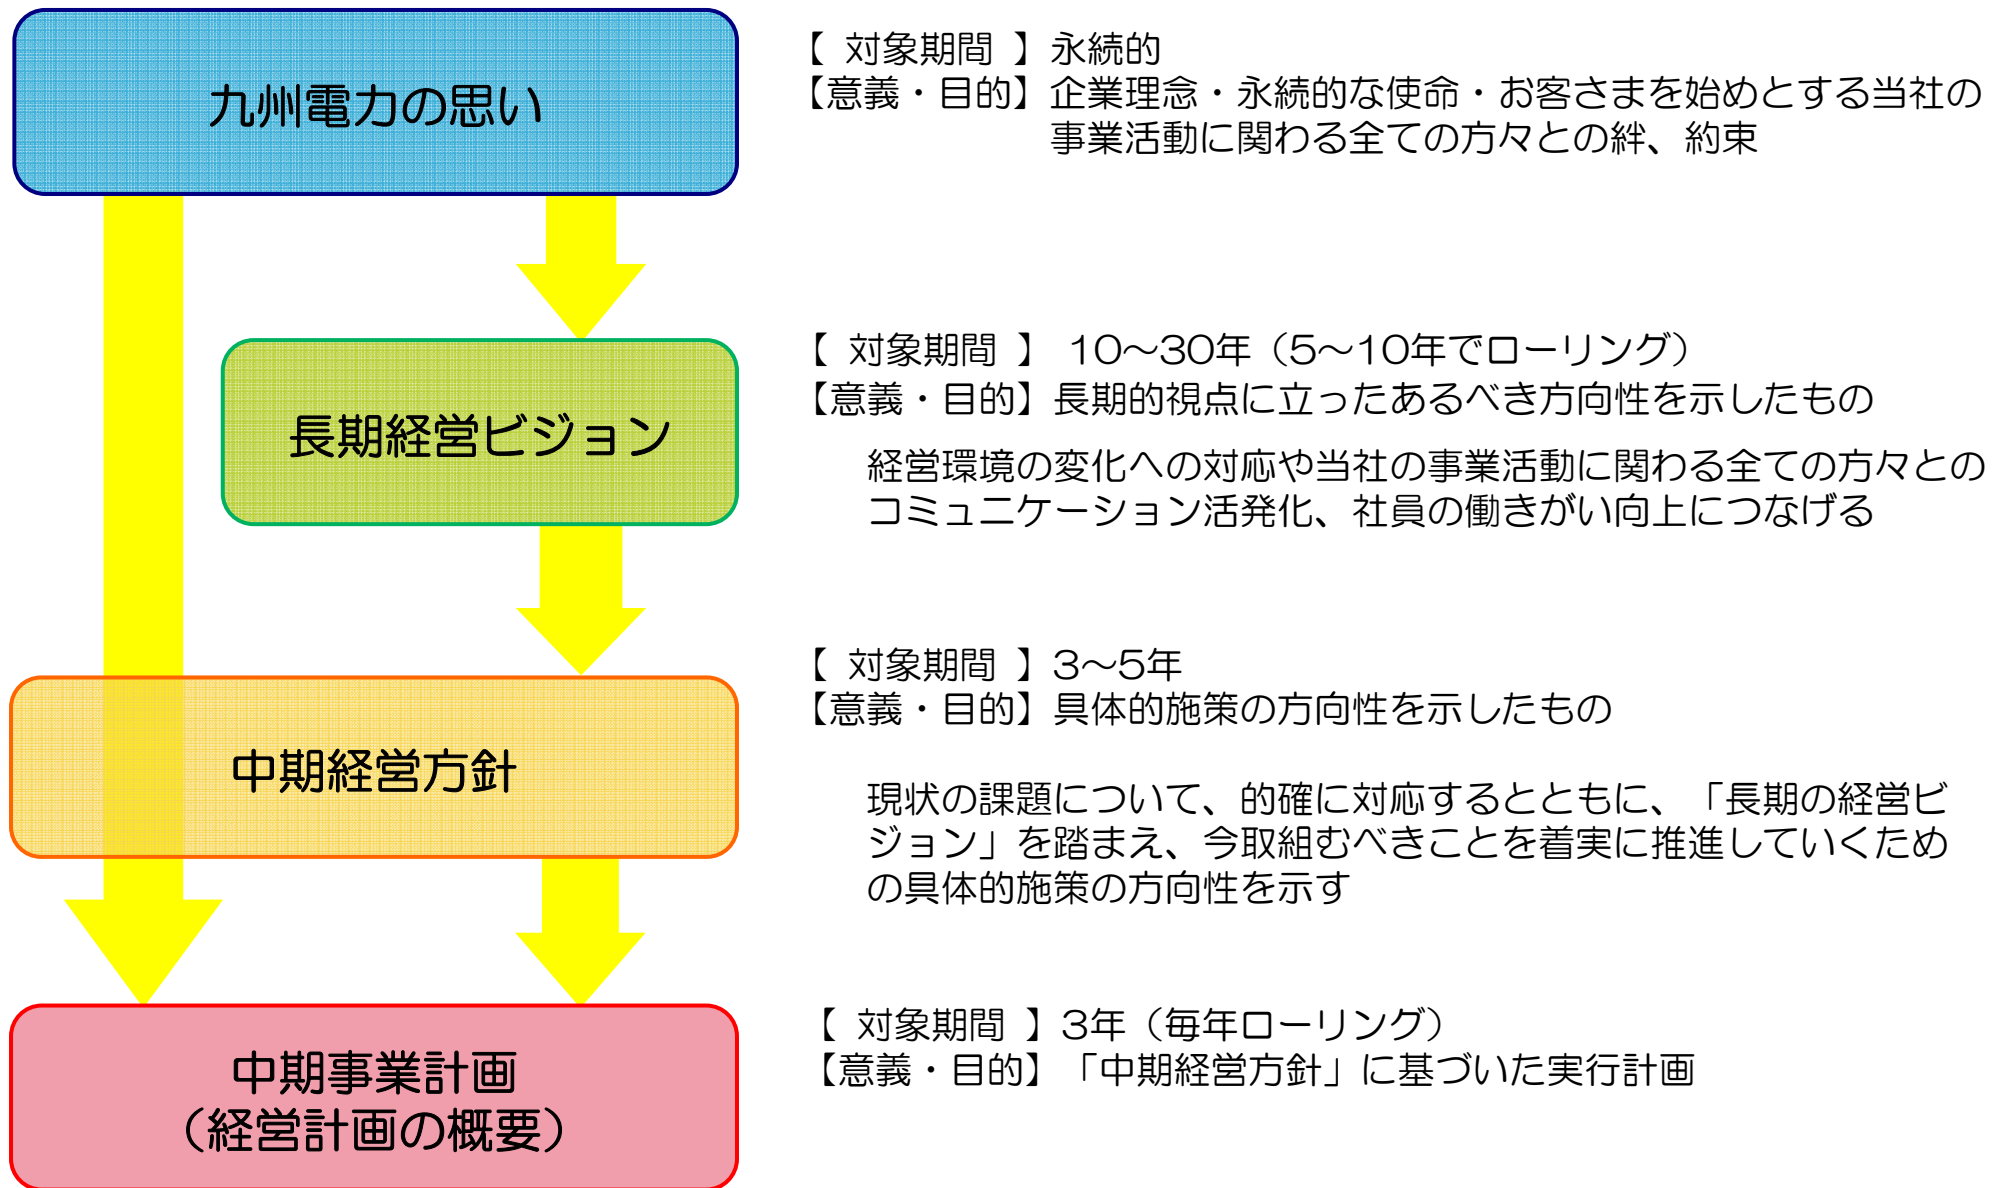 九州電力の思い
【 対象期間 】永続的
【意義・目的】企業理念・永続的な使命・お客さまを始めとする当社の
事業活動に関わる全ての方々との絆、約束
長期経営ビジョン
【 対象期間 】 10～30年（5～10年でローリング）
【意義・目的】長期的視点に立ったあるべき方向性を示したもの
経営環境の変化への対応や当社の事業活動に関わる全ての方々との
コミュニケーション活発化、社員の働きがい向上につなげる
中期経営方針
【 対象期間 】3～5年
【意義・目的】具体的施策の方向性を示したもの
現状の課題について、的確に対応するとともに、「長期の経営ビ
ジョン」を踏まえ、今取組むべきことを着実に推進していくため
の具体的施策の方向性を示す
中期事業計画
（経営計画の概要）
【 対象期間 】3年（毎年ローリング）
【意義・目的】「中期経営方針」に基づいた実行計画